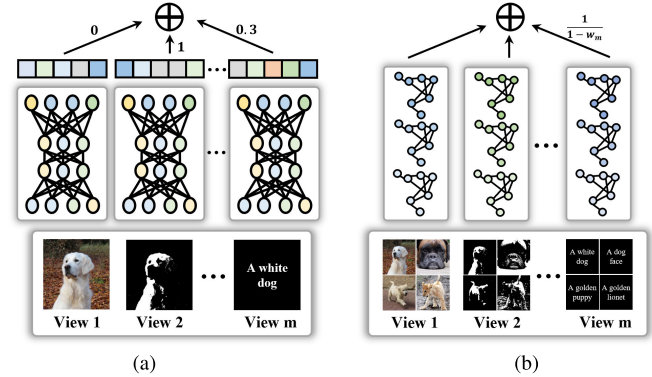 0
1
0.3
A white
dog
View 1
View 2
View m
(a)
1
1 - wₘ
A white
dog
A dog
face
A golden
puppy
A golden
lionet
View 1
View 2
View m
(b)